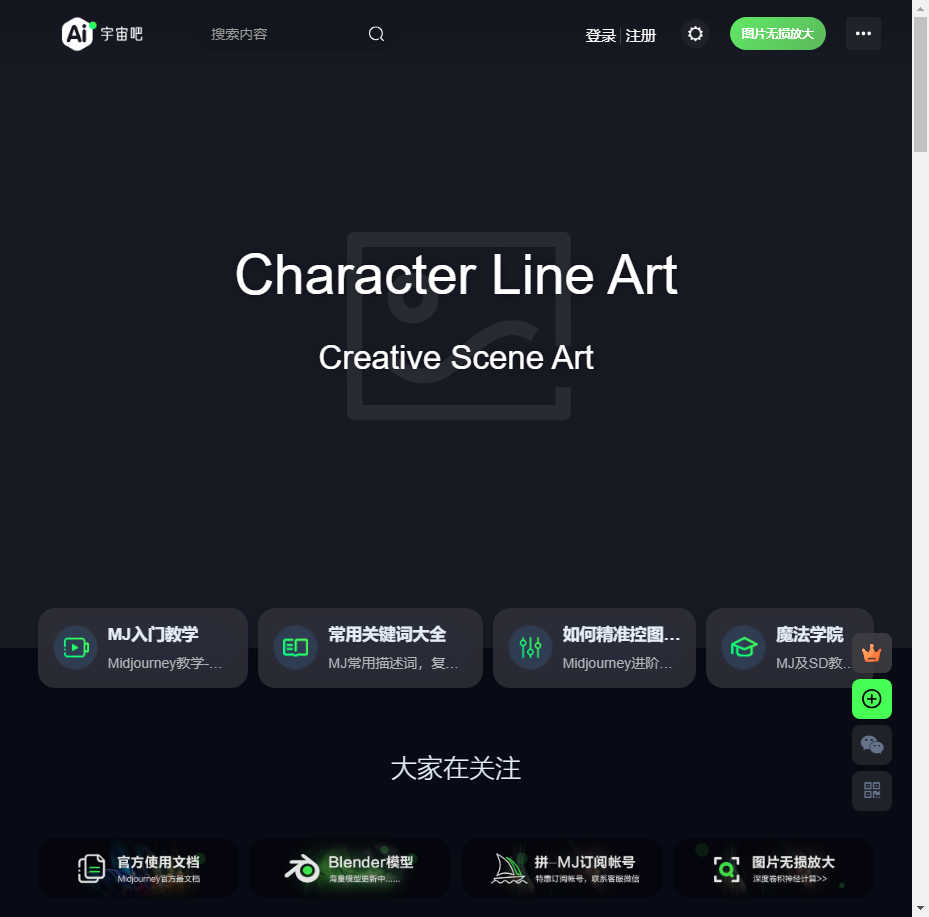 Ai 宇宙吧 搜索内容 登录 注册 图片无损放大
Character Line Art
Creative Scene Art
MJ入门教学
Midjourney教学-...
常用关键词大全
MJ常用描述词，复...
如何精准控图...
Midjourney进阶...
魔法学院
MJ及SD教...
大家在关注
官方使用文档
Midjourney官方最文档
Blender模型
海量模型更新中......
拼—MJ订阅帐号
特惠订阅帐号，联系客服微信
图片无损放大
深度卷积神经计算>>